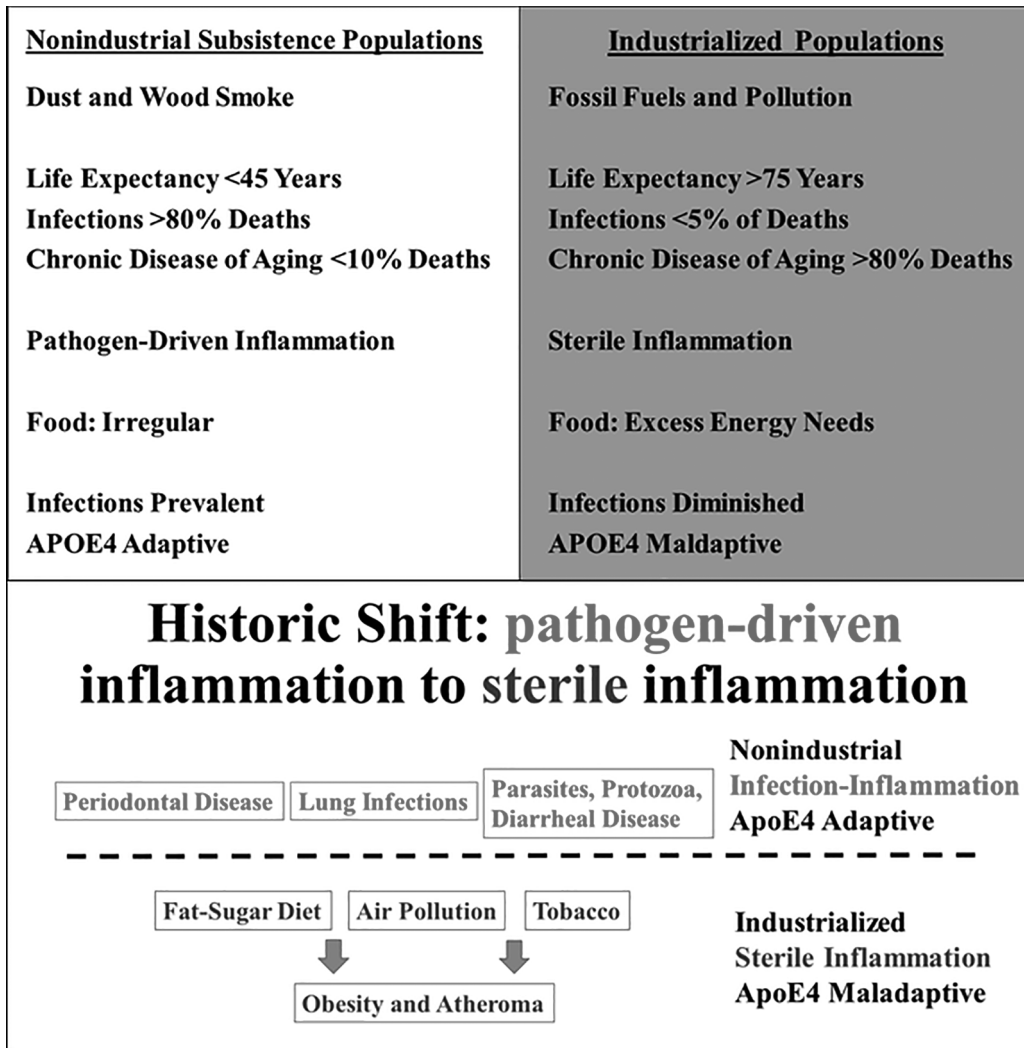 Nonindustrial Subsistence Populations
Dust and Wood Smoke
Life Expectancy <45 Years
Infections >80% Deaths
Chronic Disease of Aging <10% Deaths
Pathogen-Driven Inflammation
Food: Irregular
Infections Prevalent
APOE4 Adaptive
Industrialized Populations
Fossil Fuels and Pollution
Life Expectancy >75 Years
Infections <5% of Deaths
Chronic Disease of Aging >80% Deaths
Sterile Inflammation
Food: Excess Energy Needs
Infections Diminished
APOE4 Maldaptive
Historic Shift: pathogen-driven
inflammation to sterile inflammation
Periodontal Disease
Lung Infections
Parasites, Protozoa,
Diarrheal Disease
Nonindustrial
Infection-Inflammation
ApoE4 Adaptive
Fat-Sugar Diet
Air Pollution
Tobacco
Obesity and Atheroma
Industrialized
Sterile Inflammation
ApoE4 Maladaptive